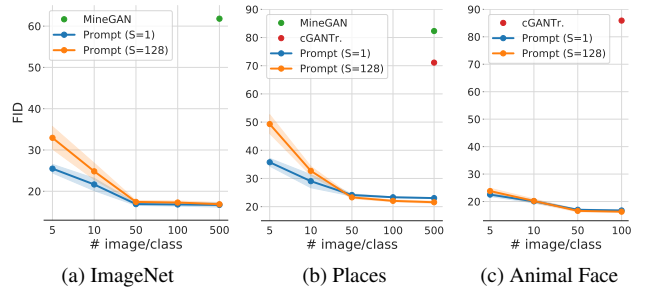 MineGAN
Prompt (S=1)
Prompt (S=128)
FID
60
50
40
30
20
5 10 50 100 500
# image/class
(a) ImageNet
MineGAN
cGANTr.
Prompt (S=1)
Prompt (S=128)
90
80
70
60
50
40
30
20
5 10 50 100 500
# image/class
(b) Places
cGANTr.
Prompt (S=1)
Prompt (S=128)
90
80
70
60
50
40
30
20
5 10 50 100
# image/class
(c) Animal Face